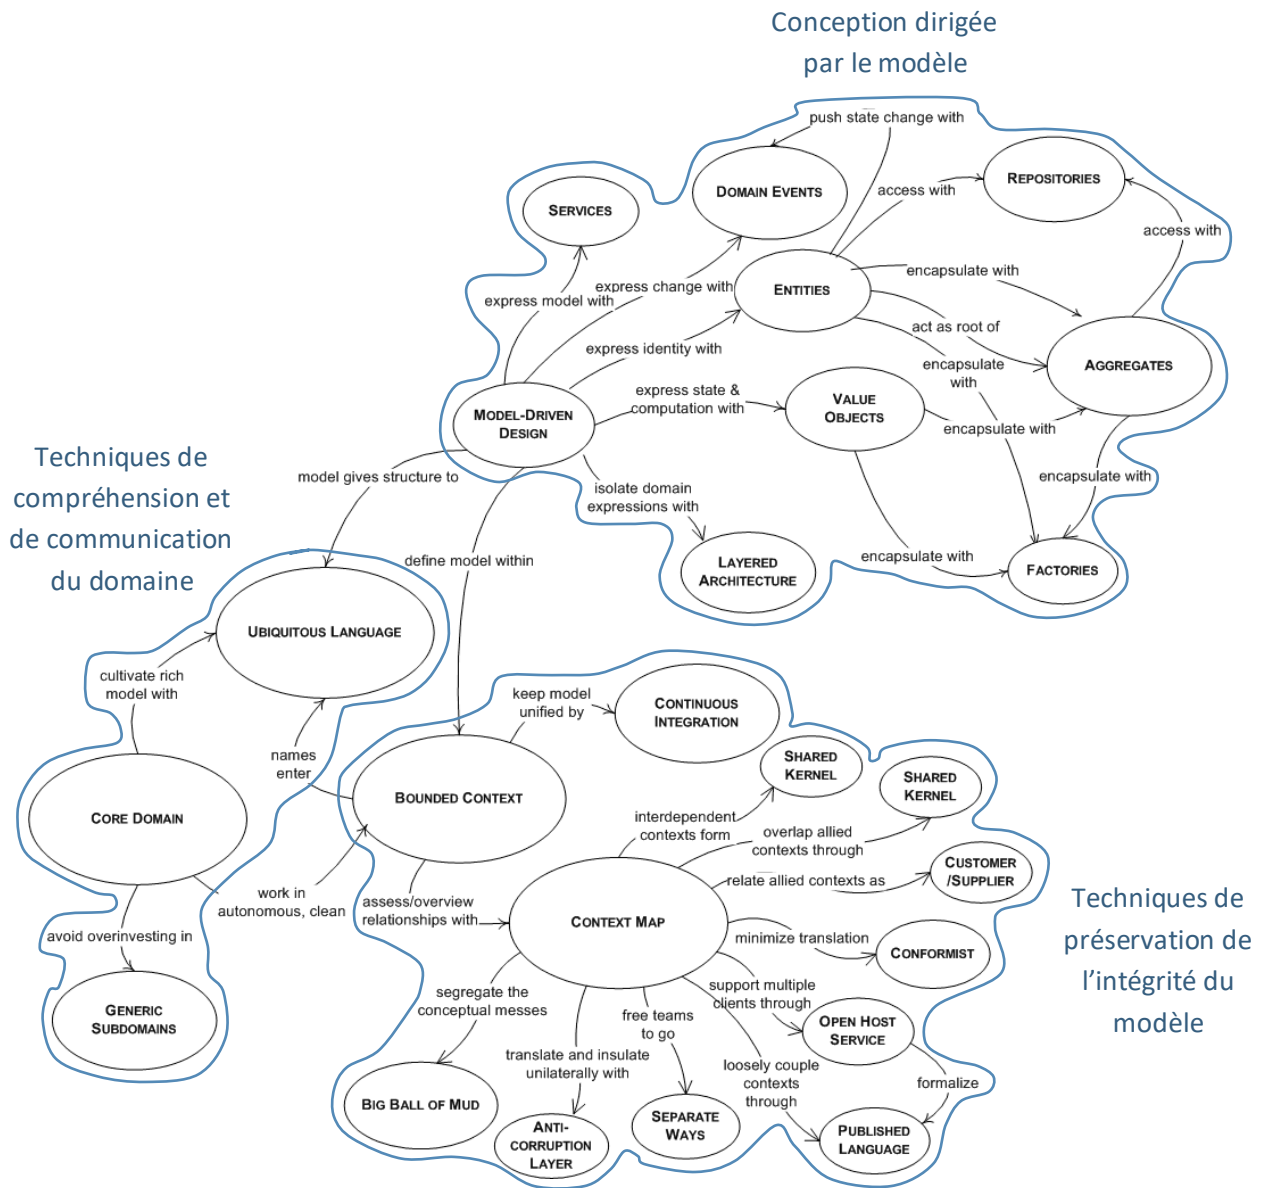 Conception dirigée
par le modèle
push state change with
DOMAIN EVENTS
access with
REPOSITORIES
SERVICES
access with
express change with
express model with
ENTITIES
encapsulate with
express identity with
act as root of
encapsulate
with
AGGREGATES
express state &
computation with
VALUE
OBJECTS
MODEL-DRIVEN
DESIGN
encapsulate with
model gives structure to
isolate domain
expressions with
encapsulate with
define model within
LAYERED
ARCHITECTURE
encapsulate with
FACTORIES
Techniques de
compréhension et
de communication
du domaine
UBIQUITOUS LANGUAGE
cultivate rich
model with
names
enter
CORE DOMAIN
work in
autonomous, clean
avoid overinvesting in
GENERIC
SUBDOMAINS
keep model
unified by
CONTINUOUS
INTEGRATION
BOUNDED CONTEXT
SHARED
KERNEL
SHARED
KERNEL
interdependent
contexts form
overlap allied
contexts through
assess/overview
relationships with
relate allied contexts as
CUSTOMER
/SUPPLIER
CONTEXT MAP
minimize translation
CONFORMIST
Techniques de
préservation de
l’intégrité du
modèle
segregate the
conceptual messes
support multiple
clients through
free teams
to go
OPEN HOST
SERVICE
translate and insulate
unilaterally with
loosely couple
contexts
through
formalize
BIG BALL OF MUD
ANTI-
CORRUPTION
LAYER
SEPARATE
WAYS
PUBLISHED
LANGUAGE